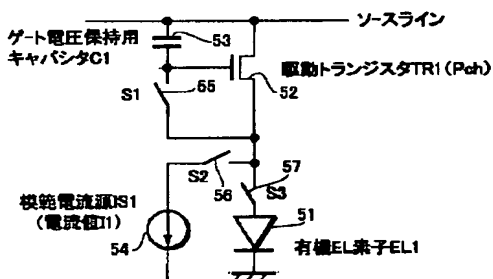 ソースライン
ゲート電圧保持用
キャパシタC1
53
駆動トランジスタTR1(Pch)
52
S1
55
S2
56
57
S3
51
模範電流源IS1
(電流値I1)
54
有機EL素子EL1